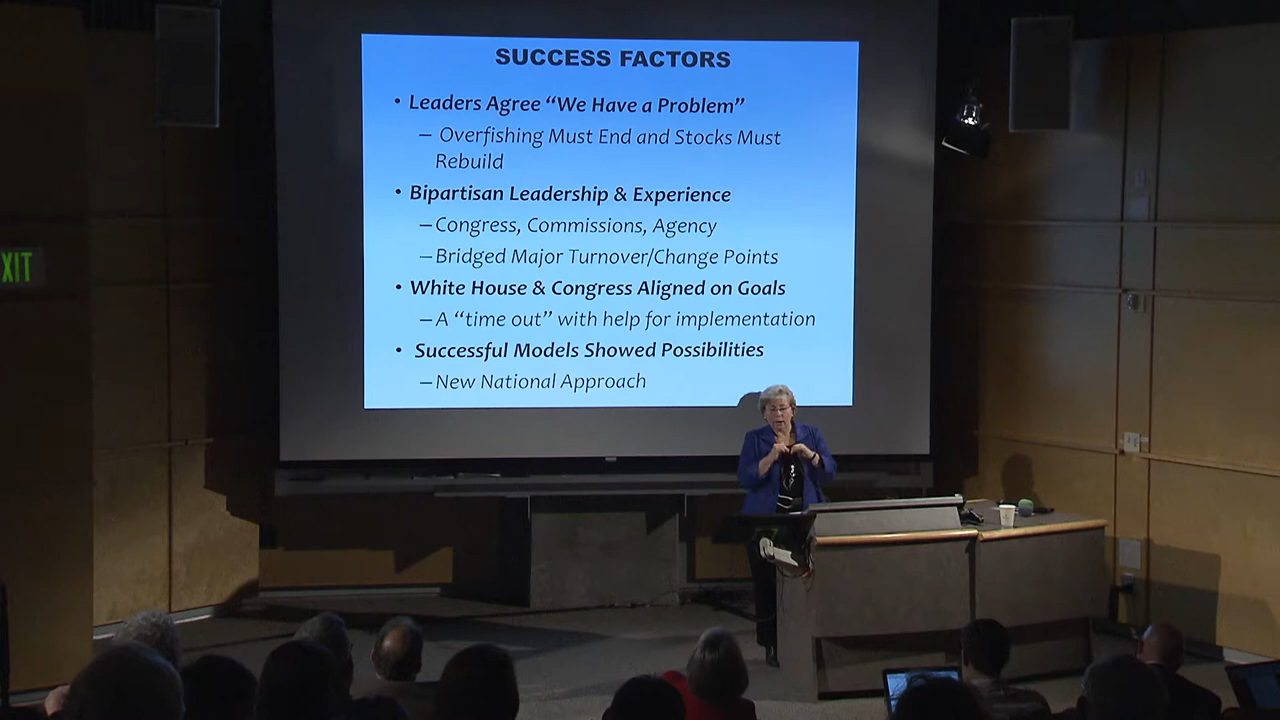 SUCCESS FACTORS
• Leaders Agree “We Have a Problem”
– Overfishing Must End and Stocks Must
Rebuild
• Bipartisan Leadership & Experience
– Congress, Commissions, Agency
– Bridged Major Turnover/Change Points
• White House & Congress Aligned on Goals
– A “time out” with help for implementation
• Successful Models Showed Possibilities
– New National Approach
XIT